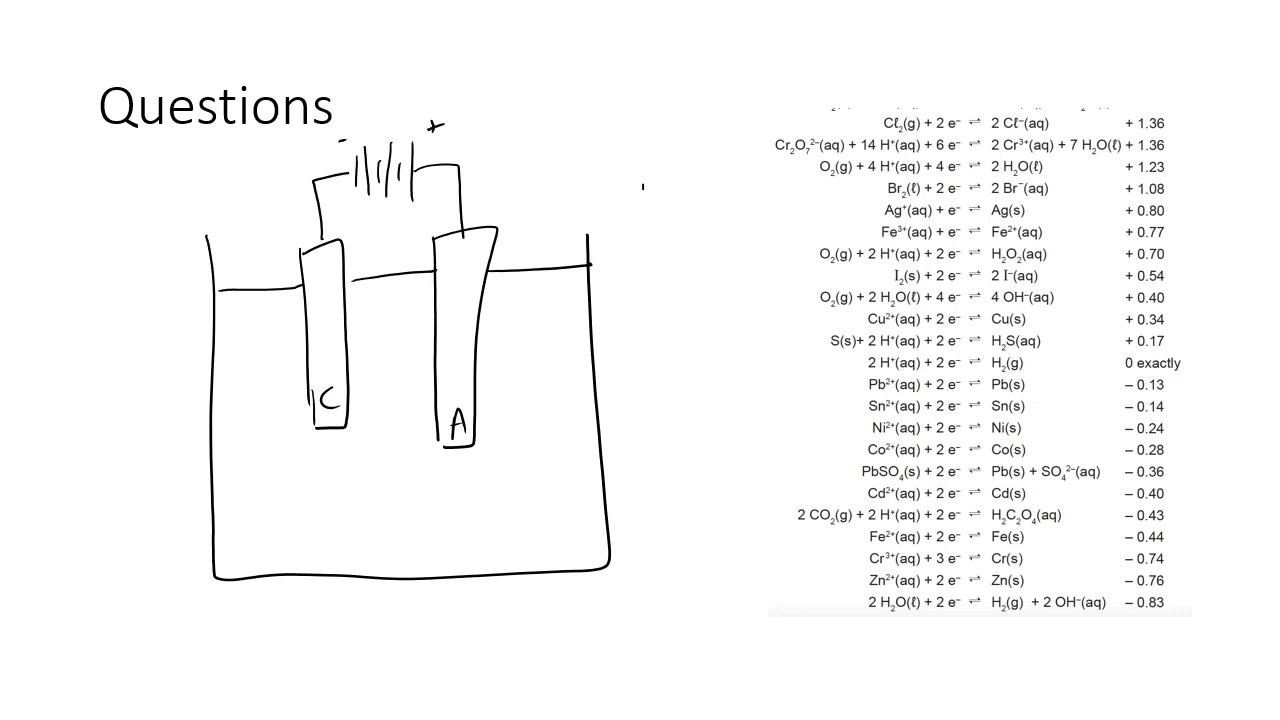 Questions
- +
C
A
Cℓ₂(g) + 2 e⁻ ⇌ 2 Cℓ⁻(aq) + 1.36
Cr₂O₇²⁻(aq) + 14 H⁺(aq) + 6 e⁻ ⇌ 2 Cr³⁺(aq) + 7 H₂O(ℓ) + 1.36
O₂(g) + 4 H⁺(aq) + 4 e⁻ ⇌ 2 H₂O(ℓ) + 1.23
Br₂(ℓ) + 2 e⁻ ⇌ 2 Br⁻(aq) + 1.08
Ag⁺(aq) + e⁻ ⇌ Ag(s) + 0.80
Fe³⁺(aq) + e⁻ ⇌ Fe²⁺(aq) + 0.77
O₂(g) + 2 H⁺(aq) + 2 e⁻ ⇌ H₂O₂(aq) + 0.70
I₂(s) + 2 e⁻ ⇌ 2 I⁻(aq) + 0.54
O₂(g) + 2 H₂O(ℓ) + 4 e⁻ ⇌ 4 OH⁻(aq) + 0.40
Cu²⁺(aq) + 2 e⁻ ⇌ Cu(s) + 0.34
S(s)+ 2 H⁺(aq) + 2 e⁻ ⇌ H₂S(aq) + 0.17
2 H⁺(aq) + 2 e⁻ ⇌ H₂(g) 0 exactly
Pb²⁺(aq) + 2 e⁻ ⇌ Pb(s) – 0.13
Sn²⁺(aq) + 2 e⁻ ⇌ Sn(s) – 0.14
Ni²⁺(aq) + 2 e⁻ ⇌ Ni(s) – 0.24
Co²⁺(aq) + 2 e⁻ ⇌ Co(s) – 0.28
PbSO₄(s) + 2 e⁻ ⇌ Pb(s) + SO₄²⁻(aq) – 0.36
Cd²⁺(aq) + 2 e⁻ ⇌ Cd(s) – 0.40
2 CO₂(g) + 2 H⁺(aq) + 2 e⁻ ⇌ H₂C₂O₄(aq) – 0.43
Fe²⁺(aq) + 2 e⁻ ⇌ Fe(s) – 0.44
Cr³⁺(aq) + 3 e⁻ ⇌ Cr(s) – 0.74
Zn²⁺(aq) + 2 e⁻ ⇌ Zn(s) – 0.76
2 H₂O(ℓ) + 2 e⁻ ⇌ H₂(g) + 2 OH⁻(aq) – 0.83